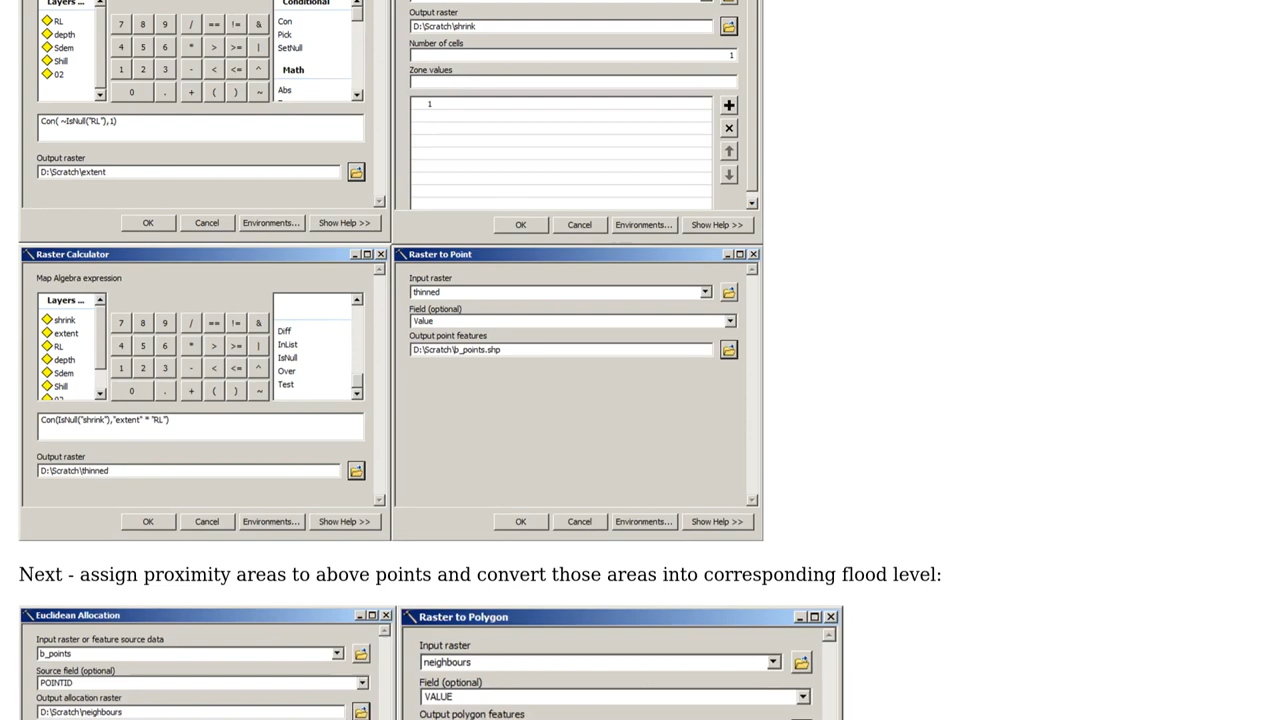 Layers ...
RL
depth
Sdem
Shill
02
7 8 9 / == != &
4 5 6 * > >= |
1 2 3 - < <= ^
0 . + ( ) ~
Conditional
Con
Pick
SetNull
Math
Abs
Con( ~IsNull("RL"),1)
Output raster
D:\Scratch\extent
OK Cancel Environments... Show Help >>
Output raster
D:\Scratch\shrink
Number of cells
1
Zone values
1
OK Cancel Environments... Show Help >>
Raster Calculator
Map Algebra expression
Layers ...
shrink
extent
RL
depth
Sdem
Shill
02
7 8 9 / == != &
4 5 6 * > >= |
1 2 3 - < <= ^
0 . + ( ) ~
Diff
InList
IsNull
Over
Test
Con(IsNull("shrink"),"extent" * "RL")
Output raster
D:\Scratch\thinned
OK Cancel Environments... Show Help >>
Raster to Point
Input raster
thinned
Field (optional)
Value
Output point features
D:\Scratch\b_points.shp
OK Cancel Environments... Show Help >>
Next - assign proximity areas to above points and convert those areas into corresponding flood level:
Euclidean Allocation
Input raster or feature source data
b_points
Source field (optional)
POINTID
Output allocation raster
D:\Scratch\neighbours
Raster to Polygon
Input raster
neighbours
Field (optional)
VALUE
Output polygon features